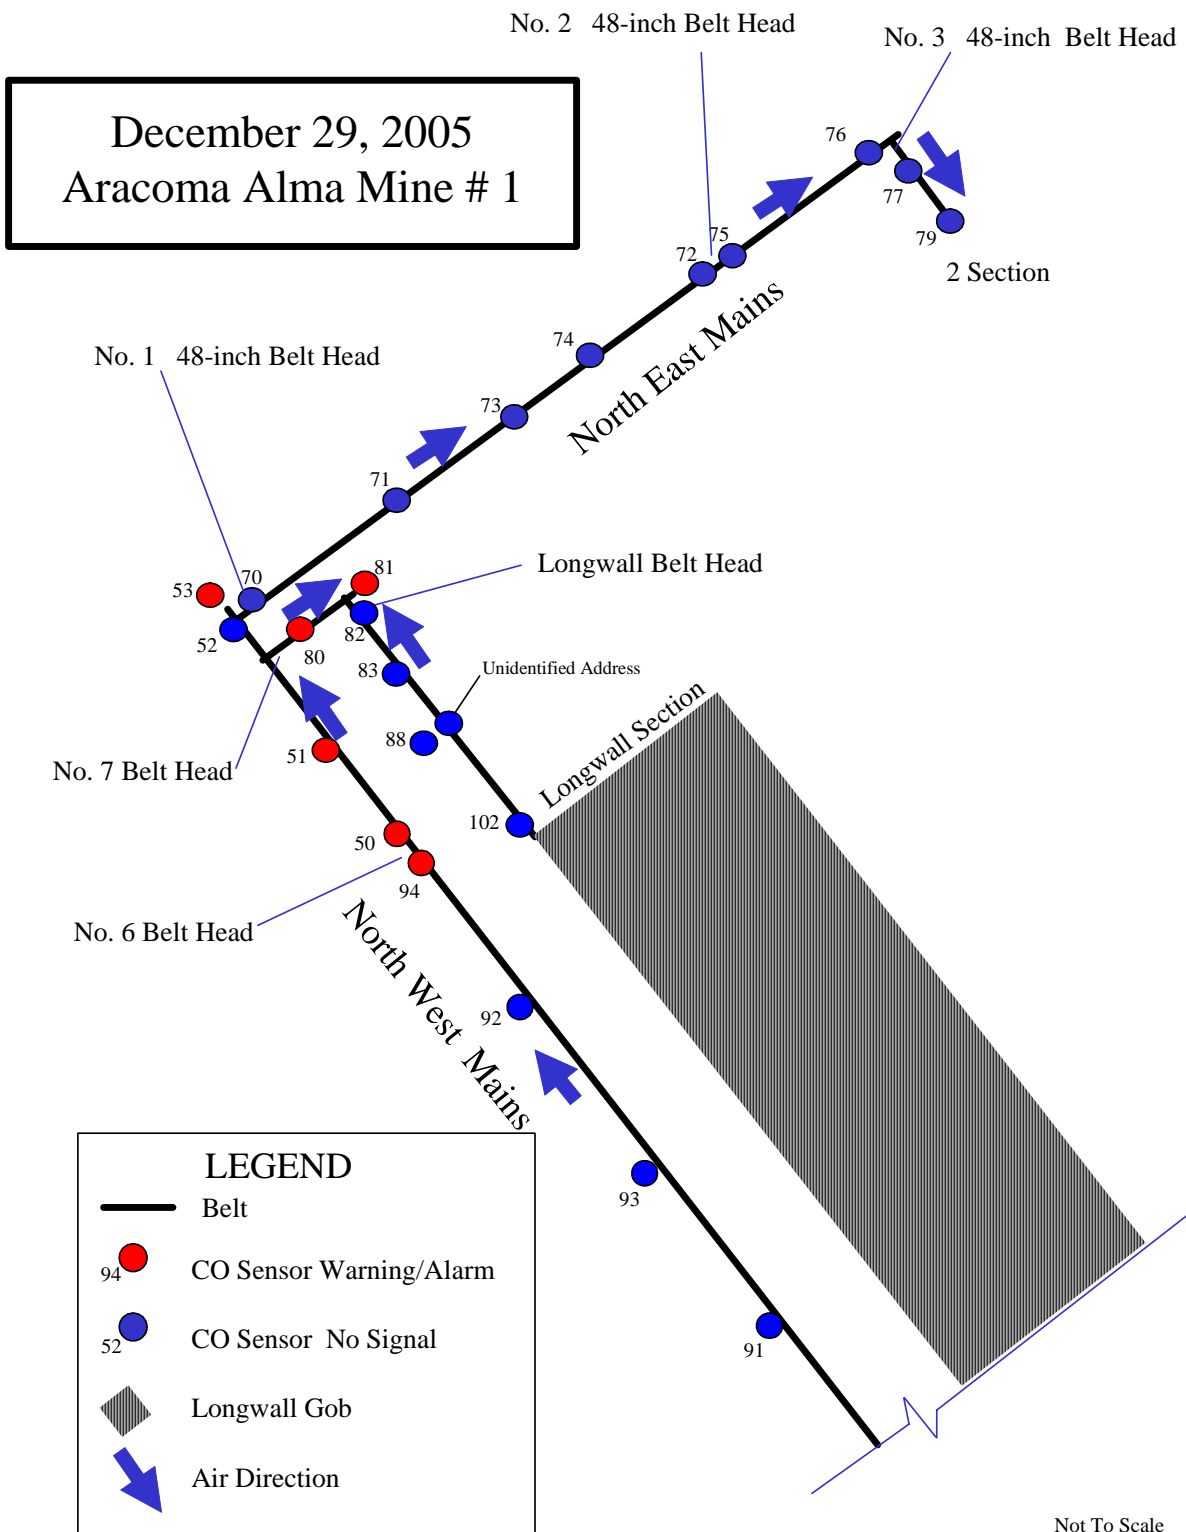 No. 2   48-inch Belt Head
No. 3   48-inch  Belt Head
December 29, 2005
Aracoma Alma Mine # 1
76
77
79
2 Section
75
72
74
73
71
North East Mains
No. 1   48-inch Belt Head
53
70
52
81
80
Longwall Belt Head
82
83
Unidentified Address
88
51
No. 7 Belt Head
Longwall Section
102
50
94
No. 6 Belt Head
North West  Mains
92
93
91
LEGEND
Belt
94
CO Sensor Warning/Alarm
52
CO Sensor  No Signal
Longwall Gob
Air Direction
Not To Scale